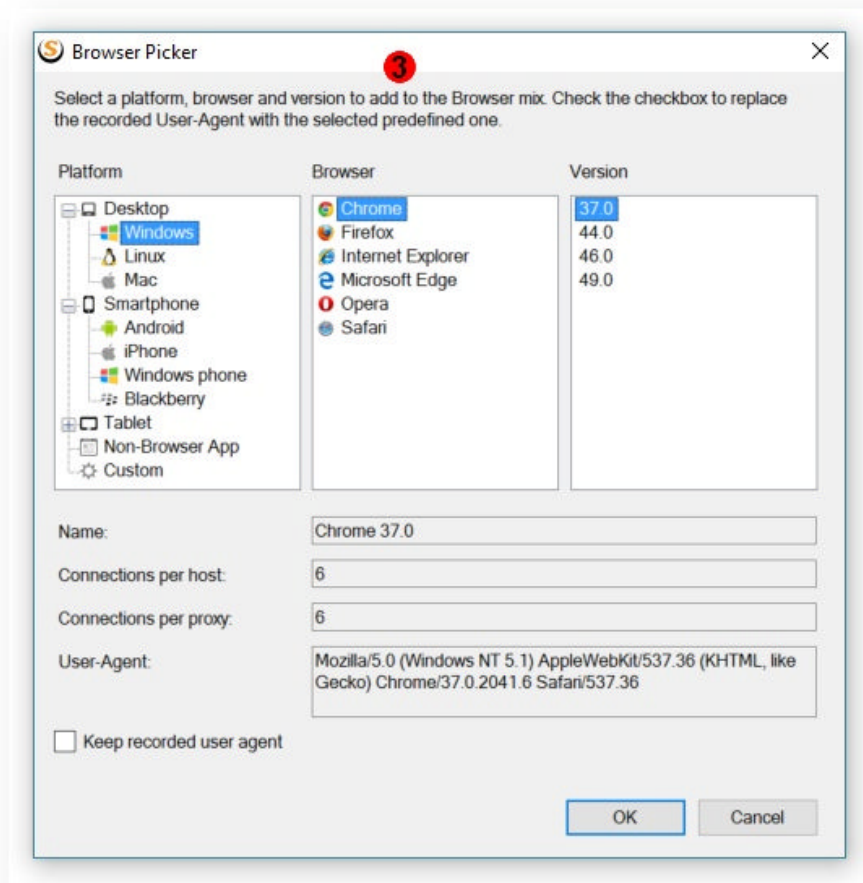 S Browser Picker
3
Select a platform, browser and version to add to the Browser mix. Check the checkbox to replace
the recorded User-Agent with the selected predefined one.
Platform Browser Version
Desktop Chrome 37.0
Windows Firefox 44.0
Linux Internet Explorer 46.0
Mac Microsoft Edge 49.0
Smartphone Opera
Android Safari
iPhone
Windows phone
Blackberry
Tablet
Non-Browser App
Custom
Name: Chrome 37.0
Connections per host: 6
Connections per proxy: 6
User-Agent: Mozilla/5.0 (Windows NT 5.1) AppleWebKit/537.36 (KHTML, like
Gecko) Chrome/37.0.2041.6 Safari/537.36
Keep recorded user agent
OK Cancel